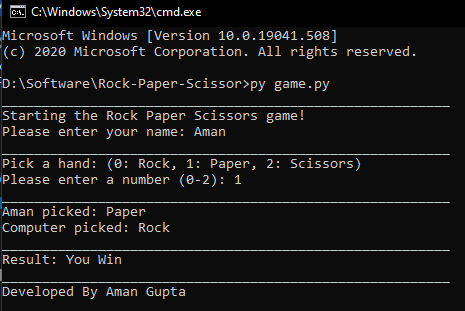 C:\Windows\System32\cmd.exe
Microsoft Windows [Version 10.0.19041.508]
(c) 2020 Microsoft Corporation. All rights reserved.
D:\Software\Rock-Paper-Scissor>py game.py
Starting the Rock Paper Scissors game!
Please enter your name: Aman
Pick a hand: (0: Rock, 1: Paper, 2: Scissors)
Please enter a number (0-2): 1
Aman picked: Paper
Computer picked: Rock
Result: You Win
Developed By Aman Gupta